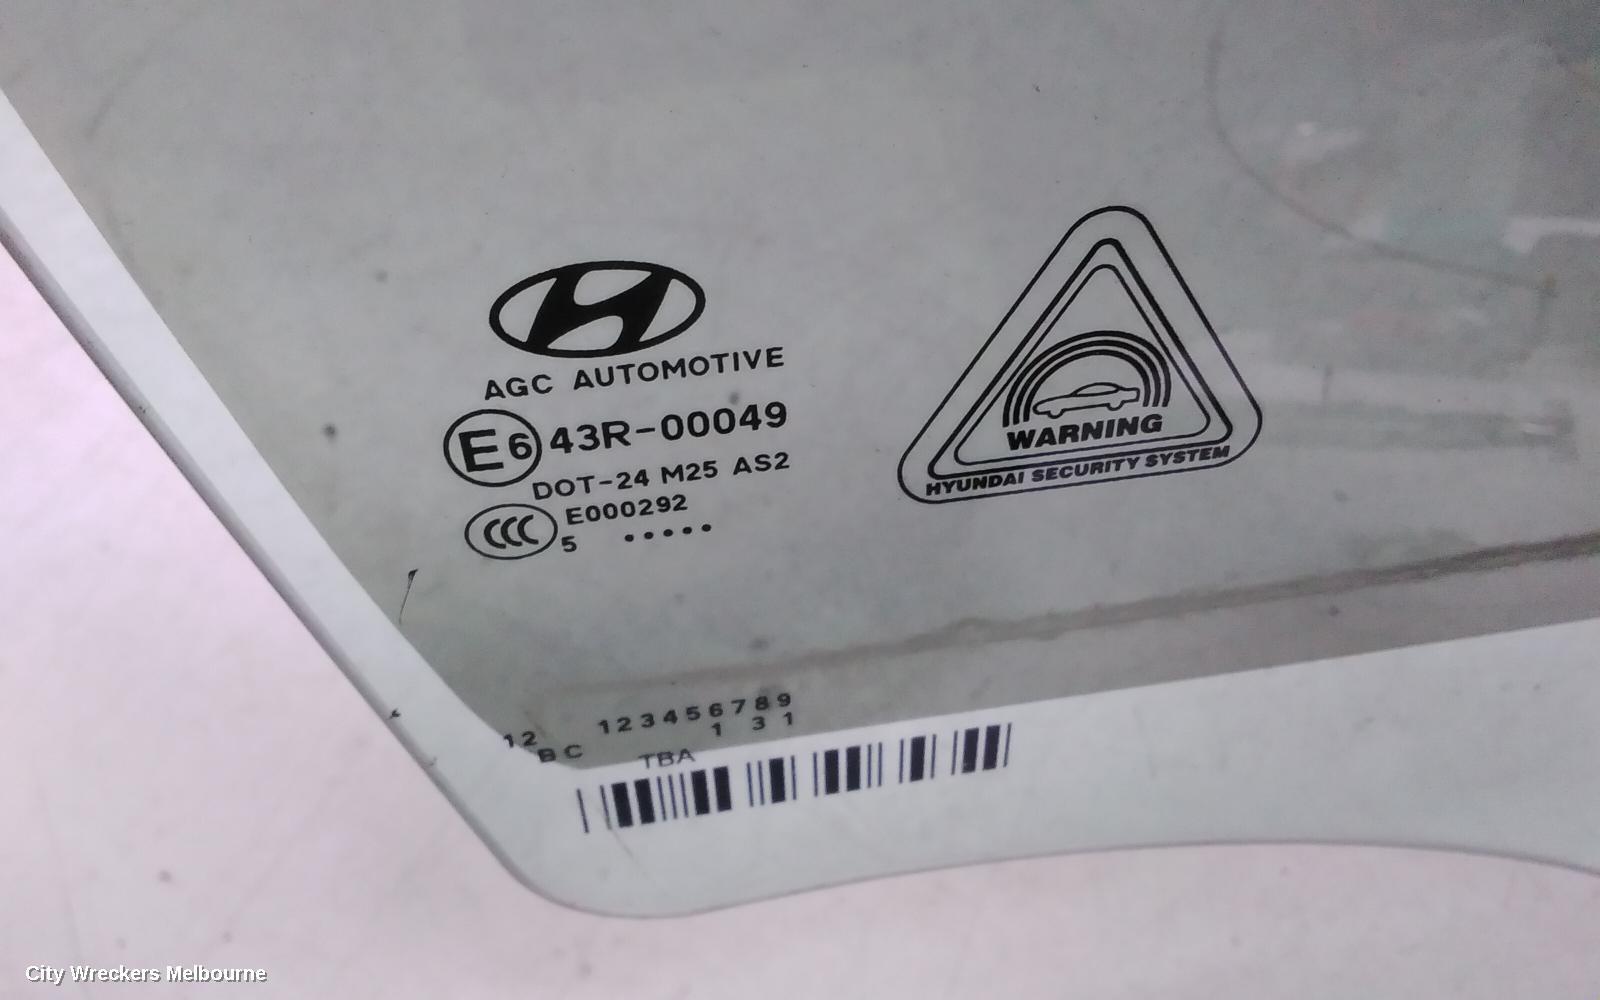 AGC AUTOMOTIVE
E6 43R-00049
DOT-24 M25 AS2
CCC E000292
5 .....
WARNING
HYUNDAI SECURITY SYSTEM
12 123456789
BC 1 3 1
TBA
City Wreckers Melbourne